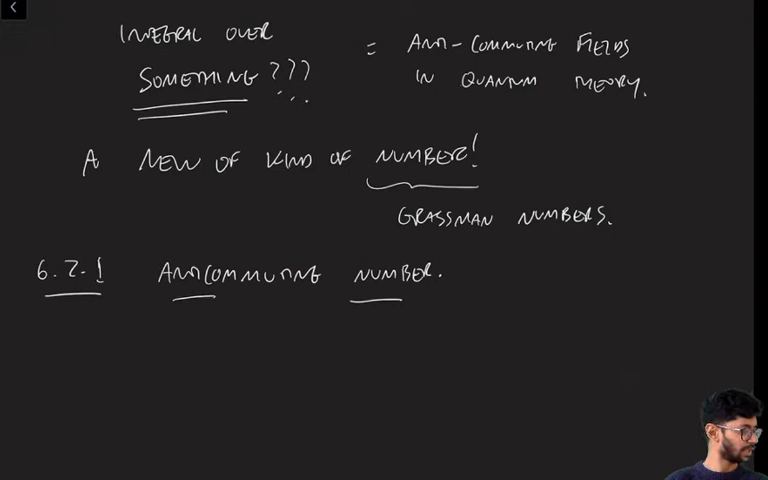 INTEGRAL OVER
SOMETHING???
= ANTI-COMMUTING FIELDS
IN QUANTUM THEORY.
A NEW OF KIND OF NUMBER!
GRASSMAN NUMBERS.
6.2.1 ANTICOMMUTING NUMBER.